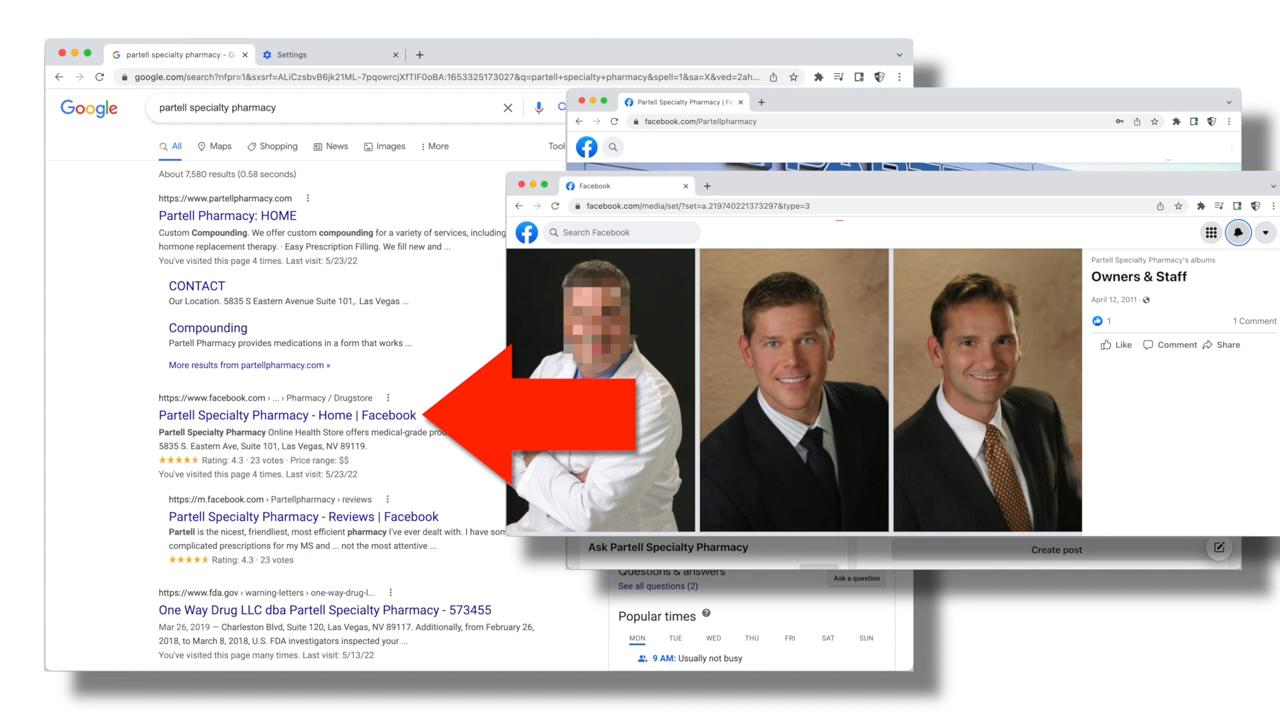 partell specialty pharmacy - G
Settings
google.com/search?nfpr=1&sxsrf=ALiCzsbvB6jk21ML-7pqowrcjXfTIF0oBA:1653325173027&q=partell+specialty+pharmacy&spell=1&sa=X&ved=2ah...
Google
partell specialty pharmacy
All
Maps
Shopping
News
Images
More
Tool
About 7,580 results (0.58 seconds)
https://www.partellpharmacy.com
Partell Pharmacy: HOME
Custom Compounding. We offer custom compounding for a variety of services, including
hormone replacement therapy. · Easy Prescription Filling. We fill new and ...
You've visited this page 4 times. Last visit: 5/23/22
CONTACT
Our Location. 5835 S Eastern Avenue Suite 101,. Las Vegas ...
Compounding
Partell Pharmacy provides medications in a form that works ...
More results from partellpharmacy.com »
https://www.facebook.com › ... › Pharmacy / Drugstore
Partell Specialty Pharmacy - Home | Facebook
Partell Specialty Pharmacy Online Health Store offers medical-grade
5835 S. Eastern Ave, Suite 101, Las Vegas, NV 89119.
Rating: 4.3 · 23 votes · Price range: $$
You've visited this page 4 times. Last visit: 5/23/22
https://m.facebook.com › Partellpharmacy › reviews
Partell Specialty Pharmacy - Reviews | Facebook
Partell is the nicest, friendliest, most efficient pharmacy I've ever dealt with. I have
complicated prescriptions for my MS and ... not the most attentive ...
Rating: 4.3 · 23 votes
https://www.fda.gov › warning-letters › one-way-drug-l...
One Way Drug LLC dba Partell Specialty Pharmacy - 573455
Mar 26, 2019 — Charleston Blvd, Suite 120, Las Vegas, NV 89117. Additionally, from February 26,
2018, to March 8, 2018, U.S. FDA investigators inspected your ...
You've visited this page many times. Last visit: 5/13/22
Partell Specialty Pharmacy | Fa
facebook.com/Partellpharmacy
Facebook
facebook.com/media/set/?set=a.219740221373297&type=3
Search Facebook
Partell Specialty Pharmacy's albums
Owners & Staff
April 12, 2011
1
1 Comment
Like
Comment
Share
Ask Partell Specialty Pharmacy
Create post
Questions & answers
See all questions (2)
Ask a question
Popular times
MON
TUE
WED
THU
FRI
SAT
SUN
9 AM: Usually not busy